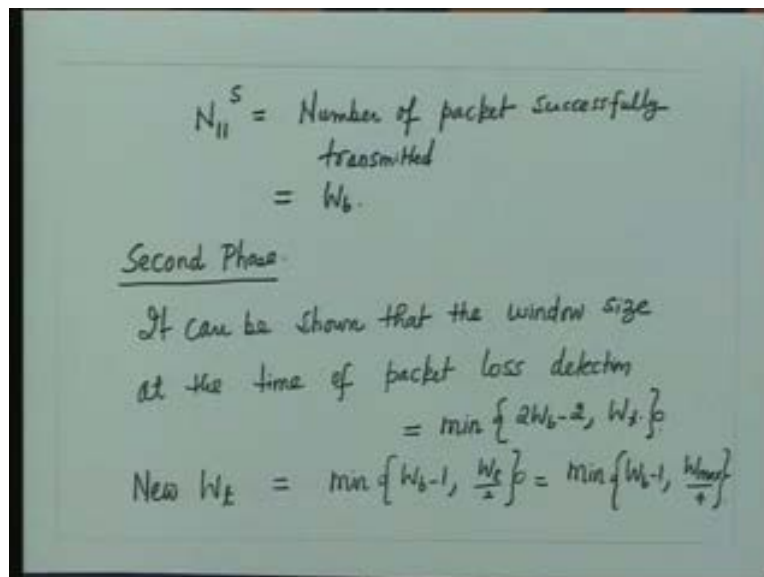 N₁₁ˢ = Number of packet successfully
transmitted
= W_b.
Second Phase.
It can be shown that the window size
at the time of packet loss detection
= min { 2W_b-2, W_t. }.
New W_t = min { W_b-1, W_t/2 } = min { W_b-1, W_max/4 }